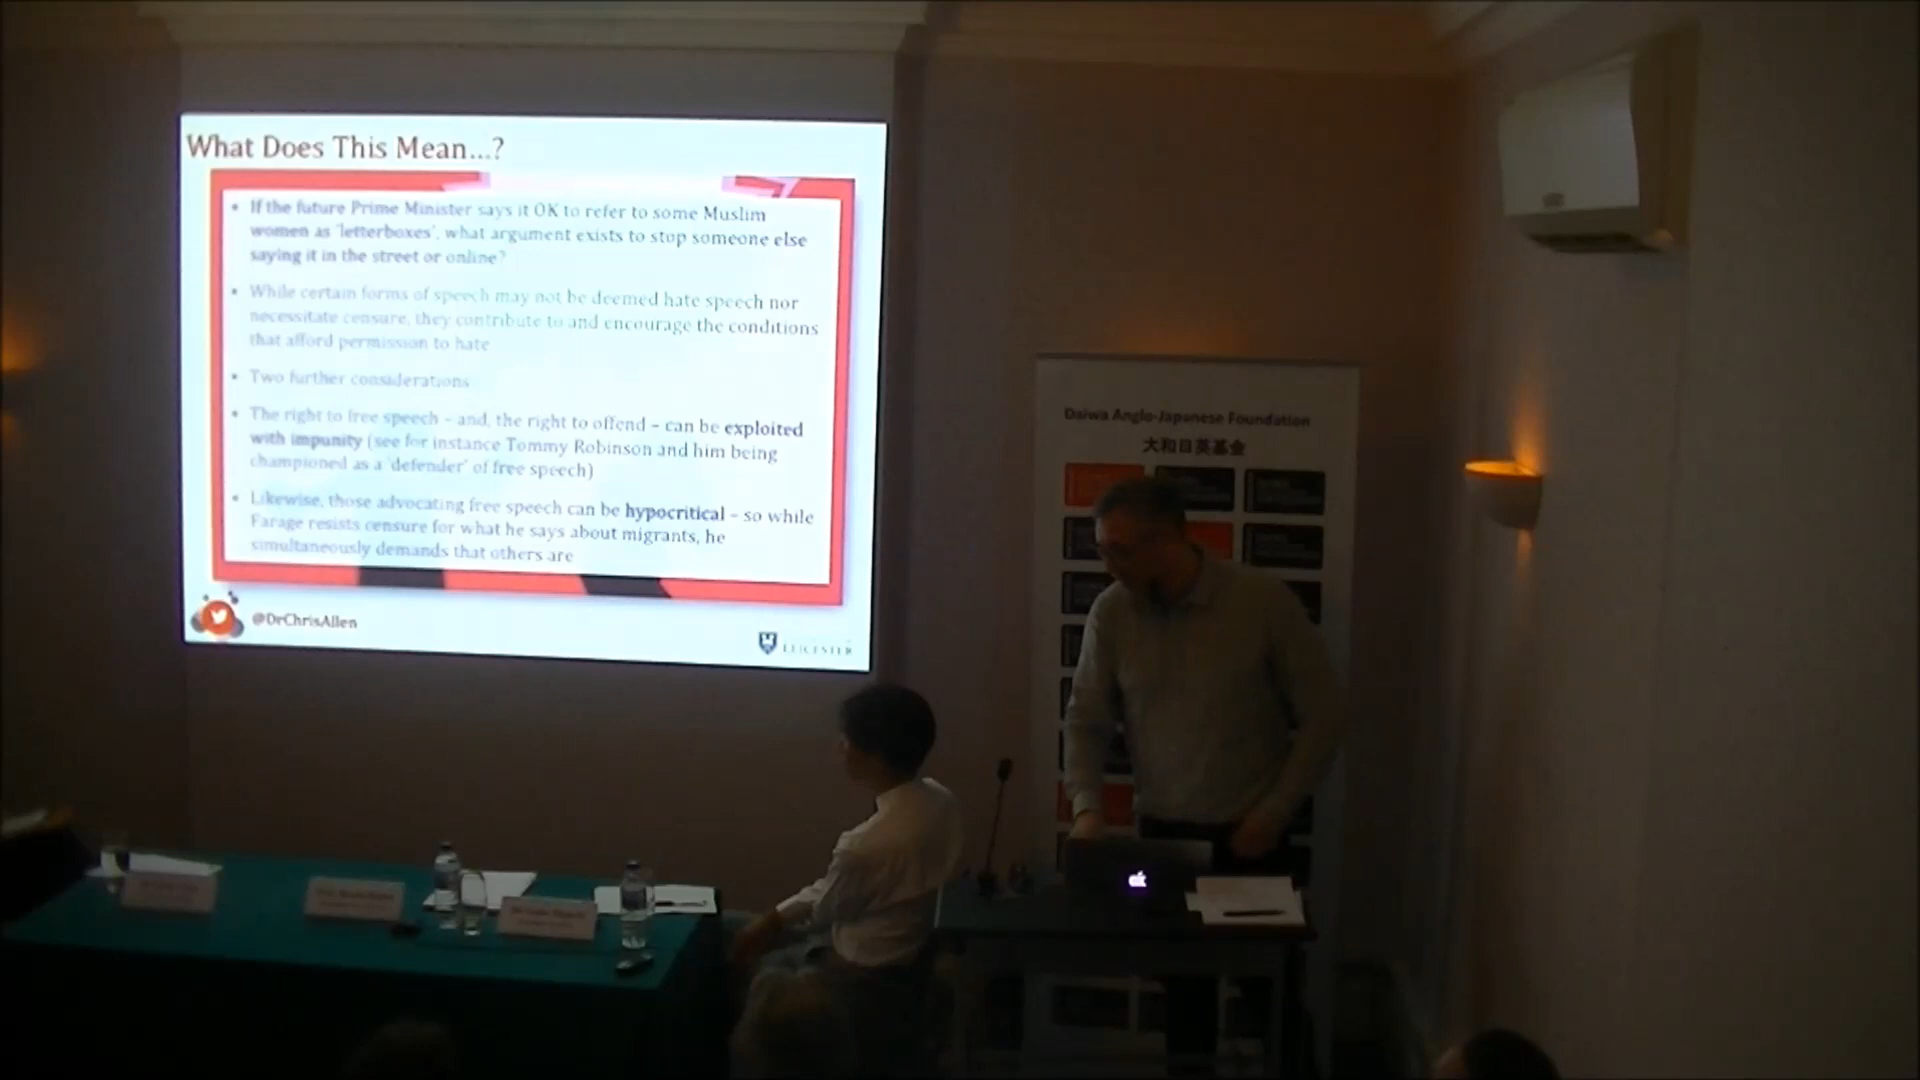 What Does This Mean...?
• If the future Prime Minister says it OK to refer to some Muslim
women as 'letterboxes', what argument exists to stop someone else
saying it in the street or online?
• While certain forms of speech may not be deemed hate speech nor
necessitate censure, they contribute to and encourage the conditions
that afford permission to hate
• Two further considerations
• The right to free speech – and, the right to offend – can be exploited
with impunity (see for instance Tommy Robinson and him being
championed as a 'defender' of free speech)
• Likewise, those advocating free speech can be hypocritical – so while
Farage resists censure for what he says about migrants, he
simultaneously demands that others are
@DrChrisAllen
LEICESTER
Daiwa Anglo-Japanese Foundation
大和日英基金